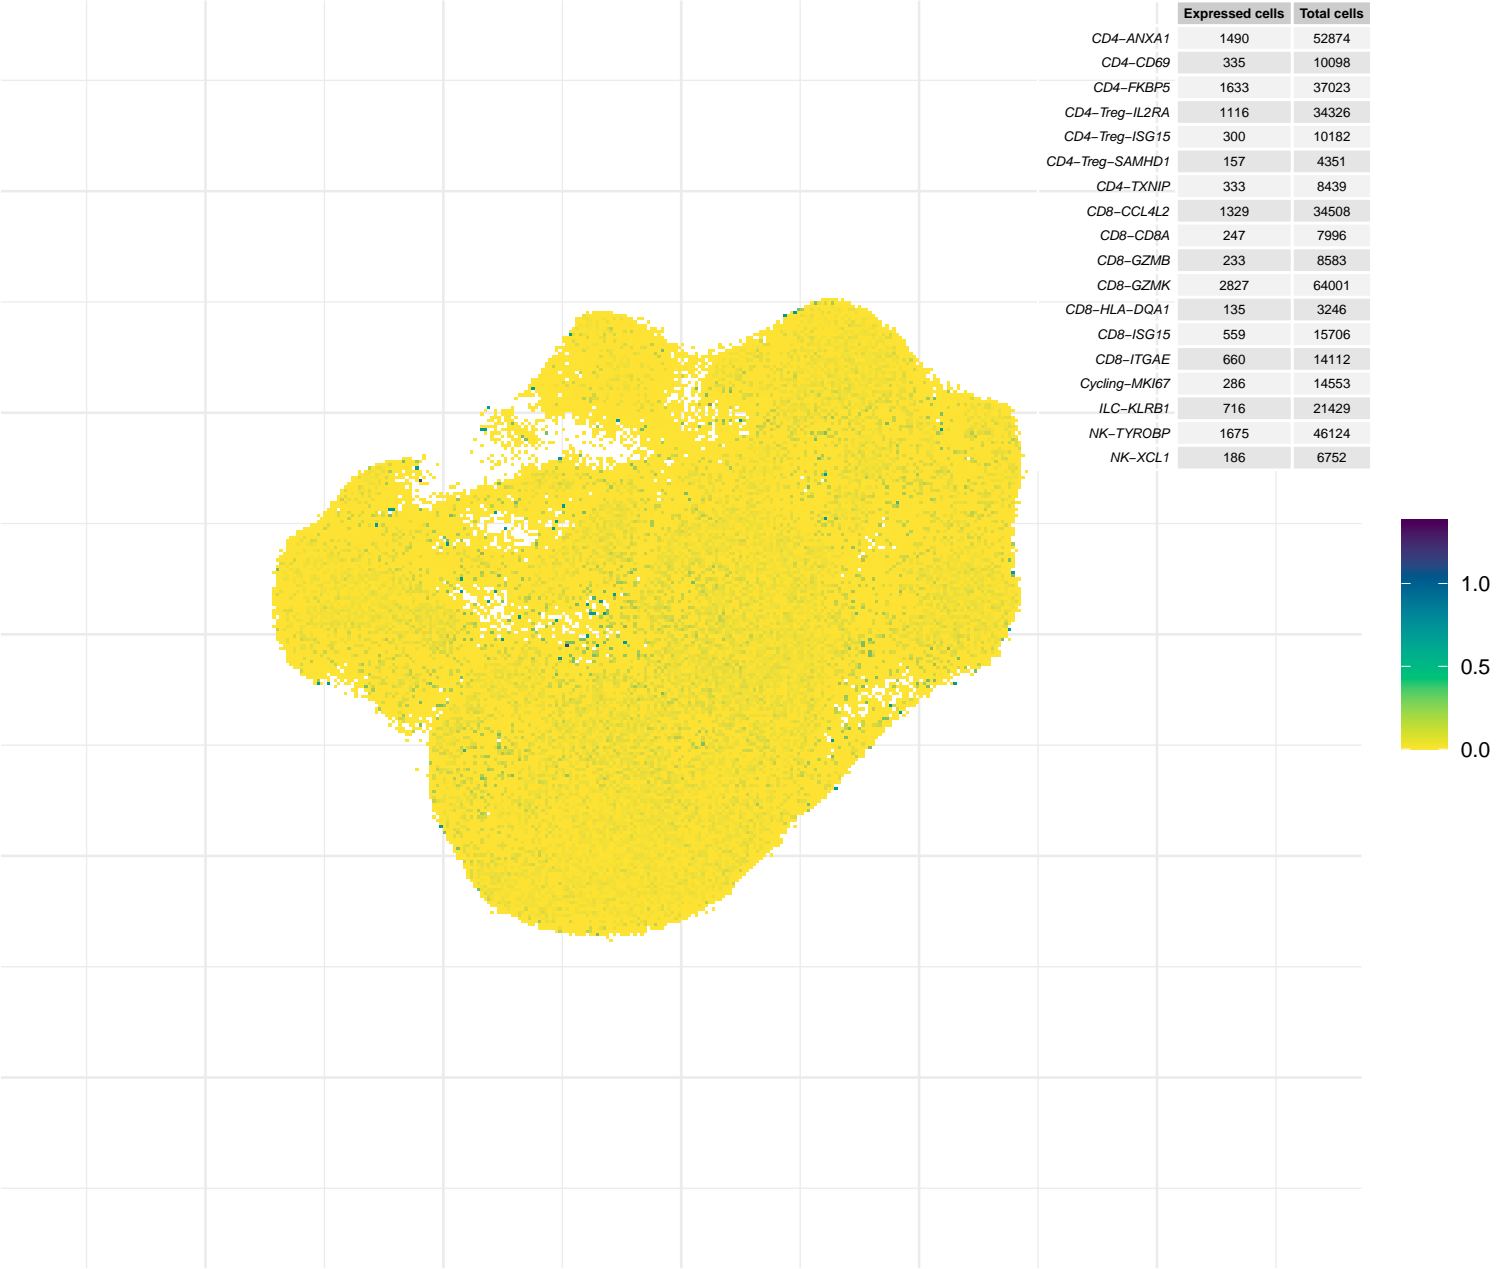 Expressed cells Total cells
CD4−ANXA1 1490 52874
CD4−CD69 335 10098
CD4−FKBP5 1633 37023
CD4−Treg−IL2RA 1116 34326
CD4−Treg−ISG15 300 10182
CD4−Treg−SAMHD1 157 4351
CD4−TXNIP 333 8439
CD8−CCL4L2 1329 34508
CD8−CD8A 247 7996
CD8−GZMB 233 8583
CD8−GZMK 2827 64001
CD8−HLA−DQA1 135 3246
CD8−ISG15 559 15706
CD8−ITGAE 660 14112
Cycling−MKI67 286 14553
ILC−KLRB1 716 21429
NK−TYROBP 1675 46124
NK−XCL1 186 6752
1.0
0.5
0.0